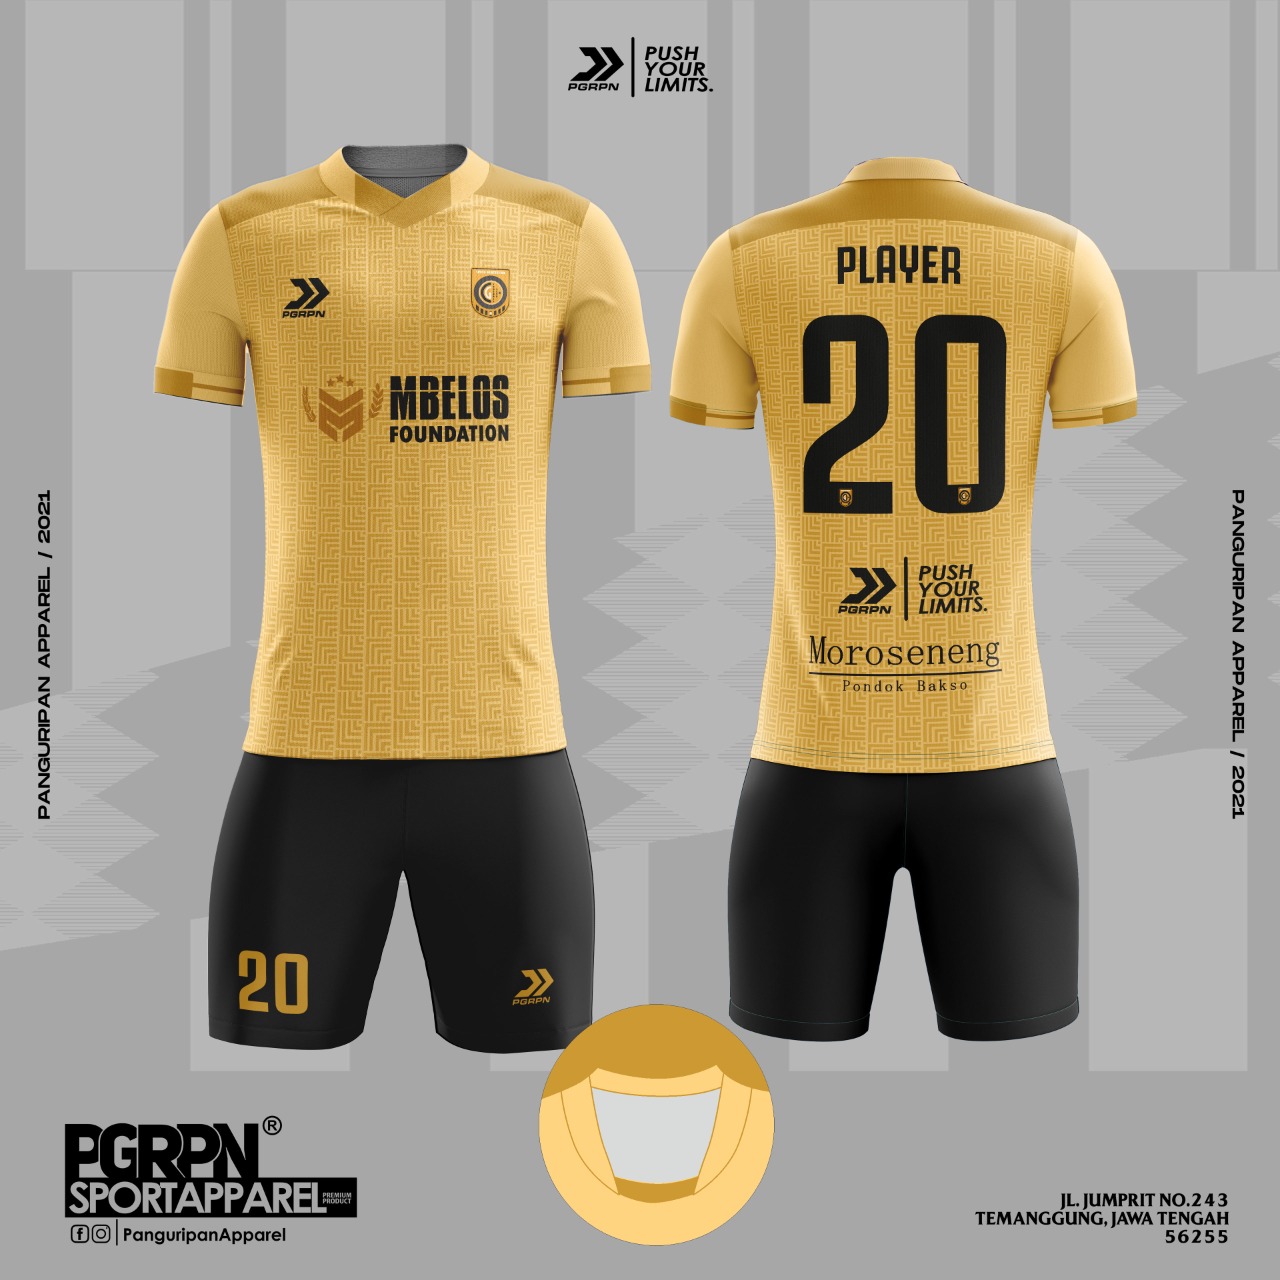 PGRPN
PUSH
YOUR
LIMITS.
PGRPN
MBELOS
FOUNDATION
20
PGRPN
PLAYER
20
PGRPN
PUSH
YOUR
LIMITS.
Moroseneng
Pondok Bakso
PANGURIPAN APPAREL / 2021
PANGURIPAN APPAREL / 2021
PGRPN®
SPORTAPPAREL PREMIUM PRODUCT
PanguripanApparel
JL. JUMPRIT NO.243
TEMANGGUNG, JAWA TENGAH
56255